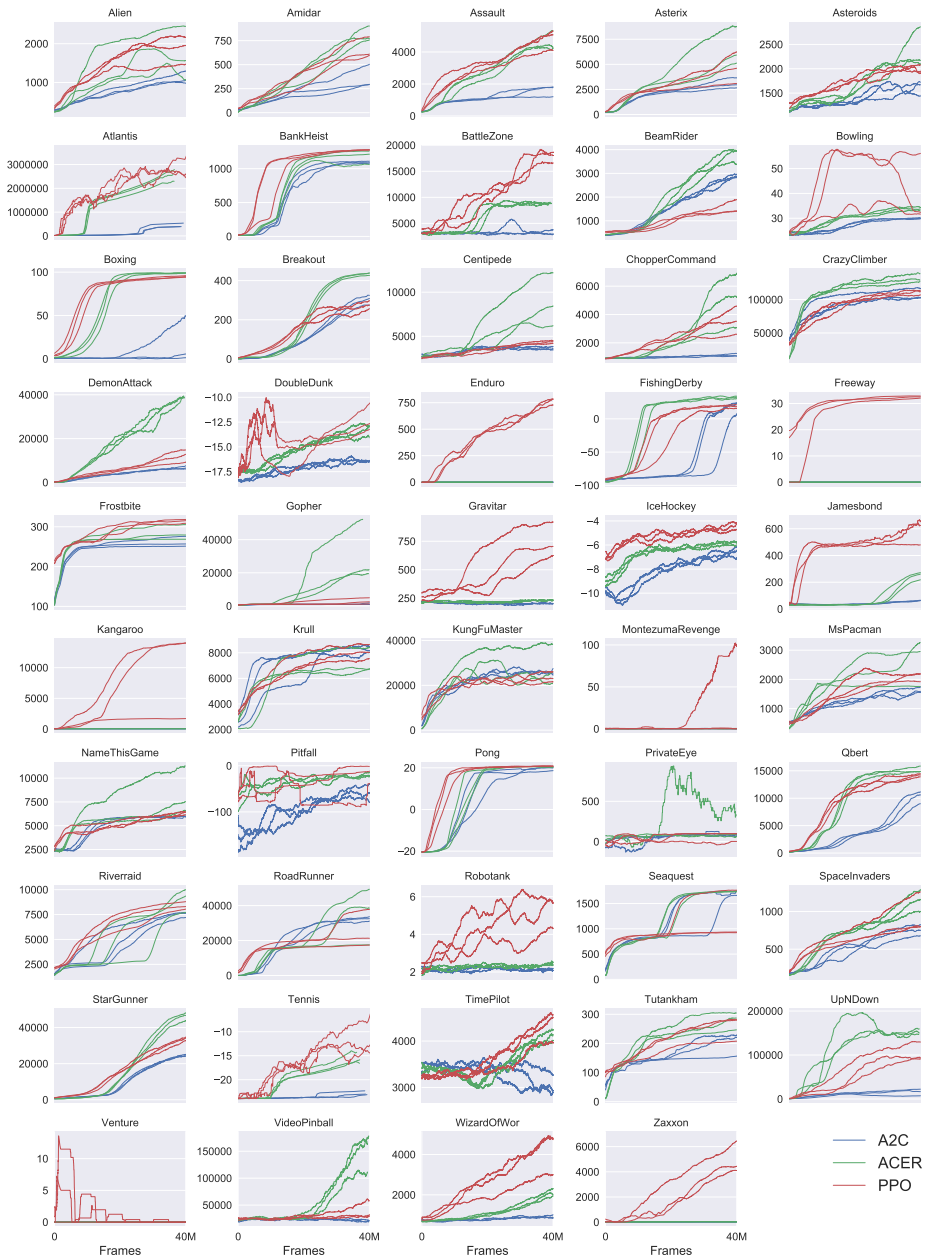 Alien
2000
1000
Amidar
750
500
250
0
Assault
4000
2000
0
Asterix
7500
5000
2500
0
Asteroids
2500
2000
1500
1000
Atlantis
3000000
2000000
1000000
0
BankHeist
1000
500
0
BattleZone
20000
15000
10000
5000
BeamRider
4000
3000
2000
1000
Bowling
50
40
30
Boxing
100
50
0
Breakout
400
200
0
Centipede
10000
5000
ChopperCommand
6000
4000
2000
CrazyClimber
100000
50000
DemonAttack
40000
20000
0
DoubleDunk
−10.0
−12.5
−15.0
−17.5
Enduro
750
500
250
0
FishingDerby
0
−50
−100
Freeway
30
20
10
0
Frostbite
300
200
100
Gopher
40000
20000
0
Gravitar
750
500
250
IceHockey
−4
−6
−8
−10
Jamesbond
600
400
200
0
Kangaroo
10000
5000
0
Krull
8000
6000
4000
2000
KungFuMaster
40000
20000
0
MontezumaRevenge
100
50
0
MsPacman
3000
2000
1000
0
NameThisGame
10000
7500
5000
2500
Pitfall
0
−100
Pong
20
0
−20
PrivateEye
500
0
Qbert
15000
10000
5000
0
Riverraid
10000
7500
5000
2500
RoadRunner
40000
20000
0
Robotank
6
4
2
Seaquest
1500
1000
500
0
SpaceInvaders
1000
500
StarGunner
40000
20000
0
Tennis
−10
−15
−20
TimePilot
4000
3000
Tutankham
300
200
100
0
UpNDown
200000
100000
0
Venture
10
5
0
0
40M
Frames
VideoPinball
150000
100000
50000
0
40M
Frames
WizardOfWor
4000
2000
0
0
40M
Frames
Zaxxon
6000
4000
2000
0
0
40M
Frames
A2C
ACER
PPO